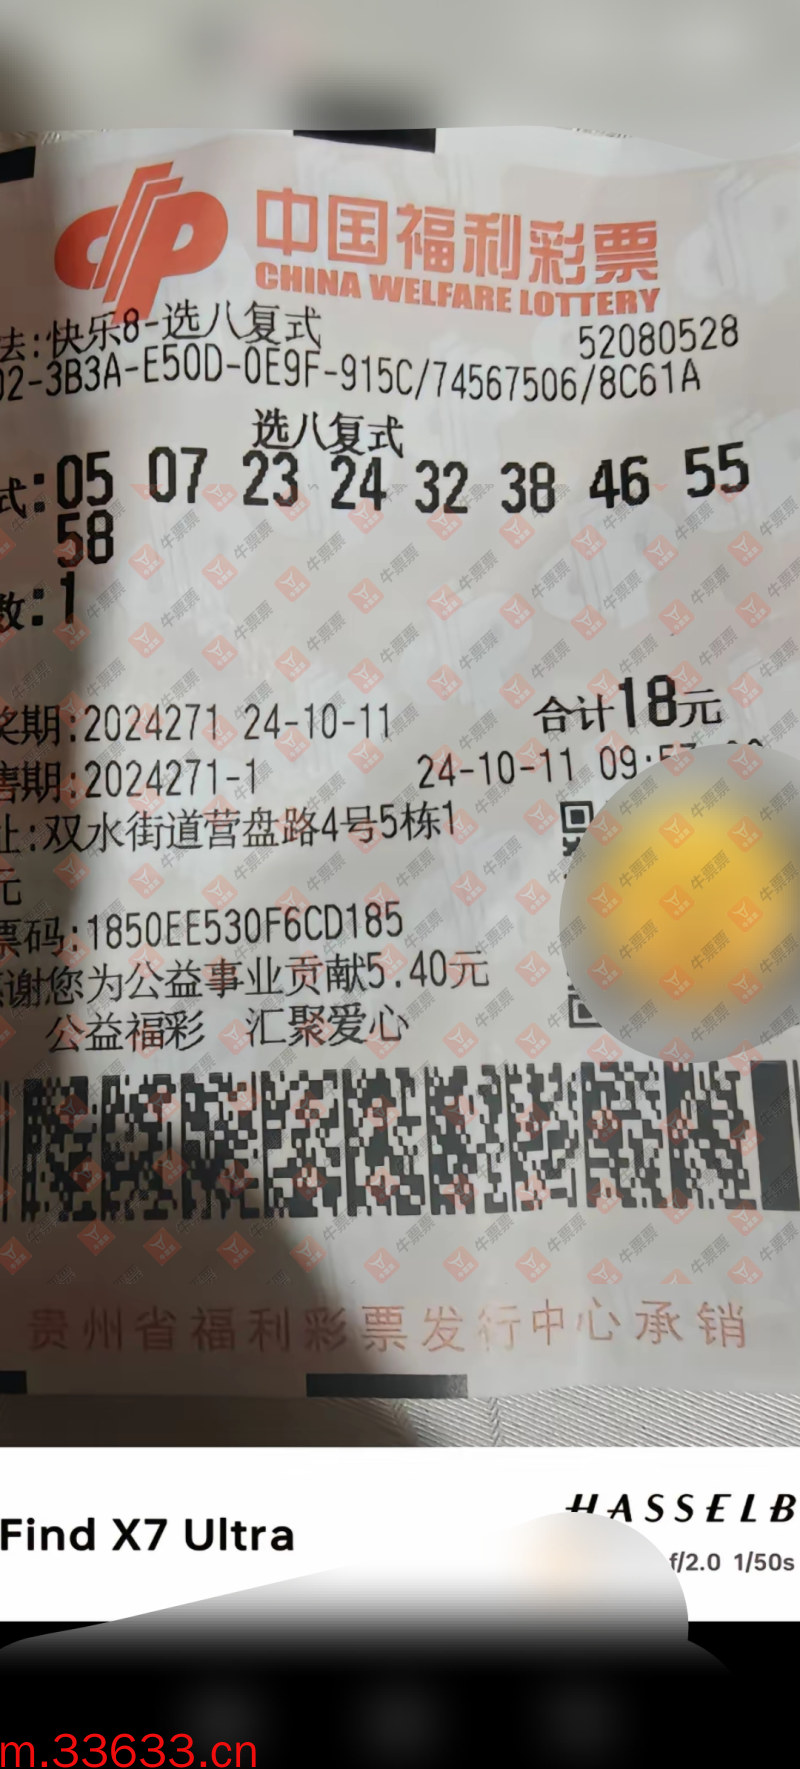 中国福利彩票
CHINA WELFARE LOTTERY
法:快乐8-选八复式 52080528
02-3B3A-E50D-0E9F-915C/74567506/8C61A
选八复式
式:05 07 23 24 32 38 46 55
58
数:1
奖期:2024271 24-10-11 合计18元
售期:2024271-1 24-10-11 09:57
址:双水街道营盘路4号5栋1
元
票码:1850EE530F6CD185
感谢您为公益事业贡献5.40元
公益福彩 汇聚爱心
贵州省福利彩票发行中心承销
牛票票
Find X7 Ultra
HASSELB
f/2.0 1/50s
m.33633.cn